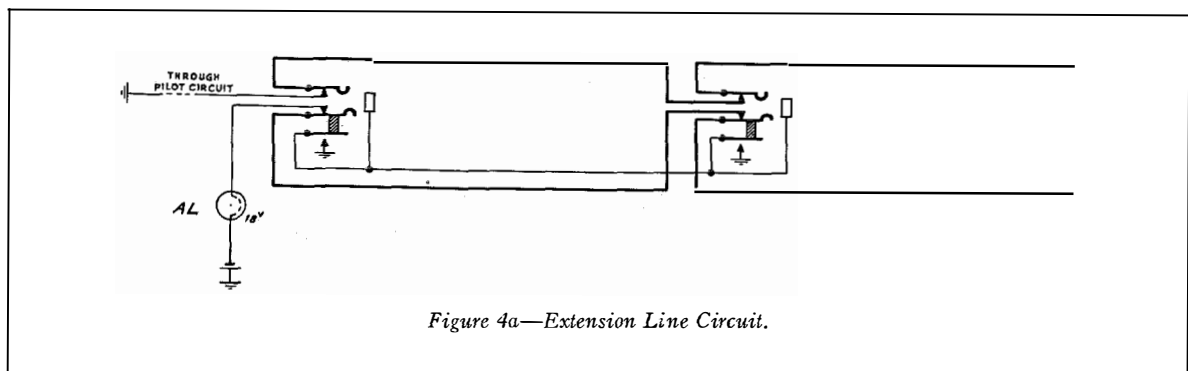 THROUGH
PILOT CIRCUIT
AL
18V
Figure 4a—Extension Line Circuit.